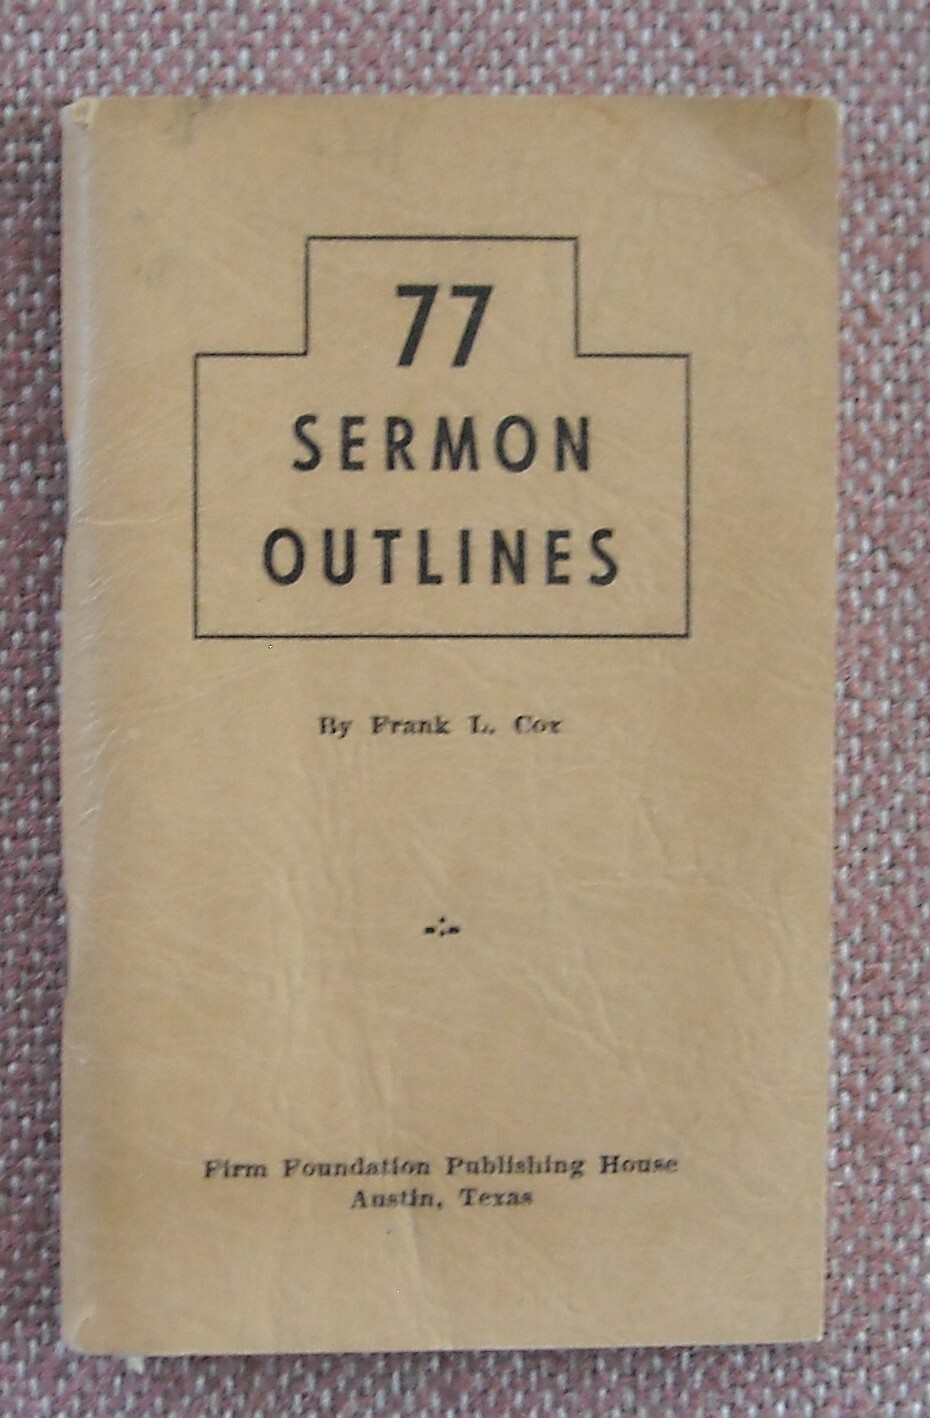 77
SERMON
OUTLINES
By Frank L. Cox
Firm Foundation Publishing House
Austin, Texas